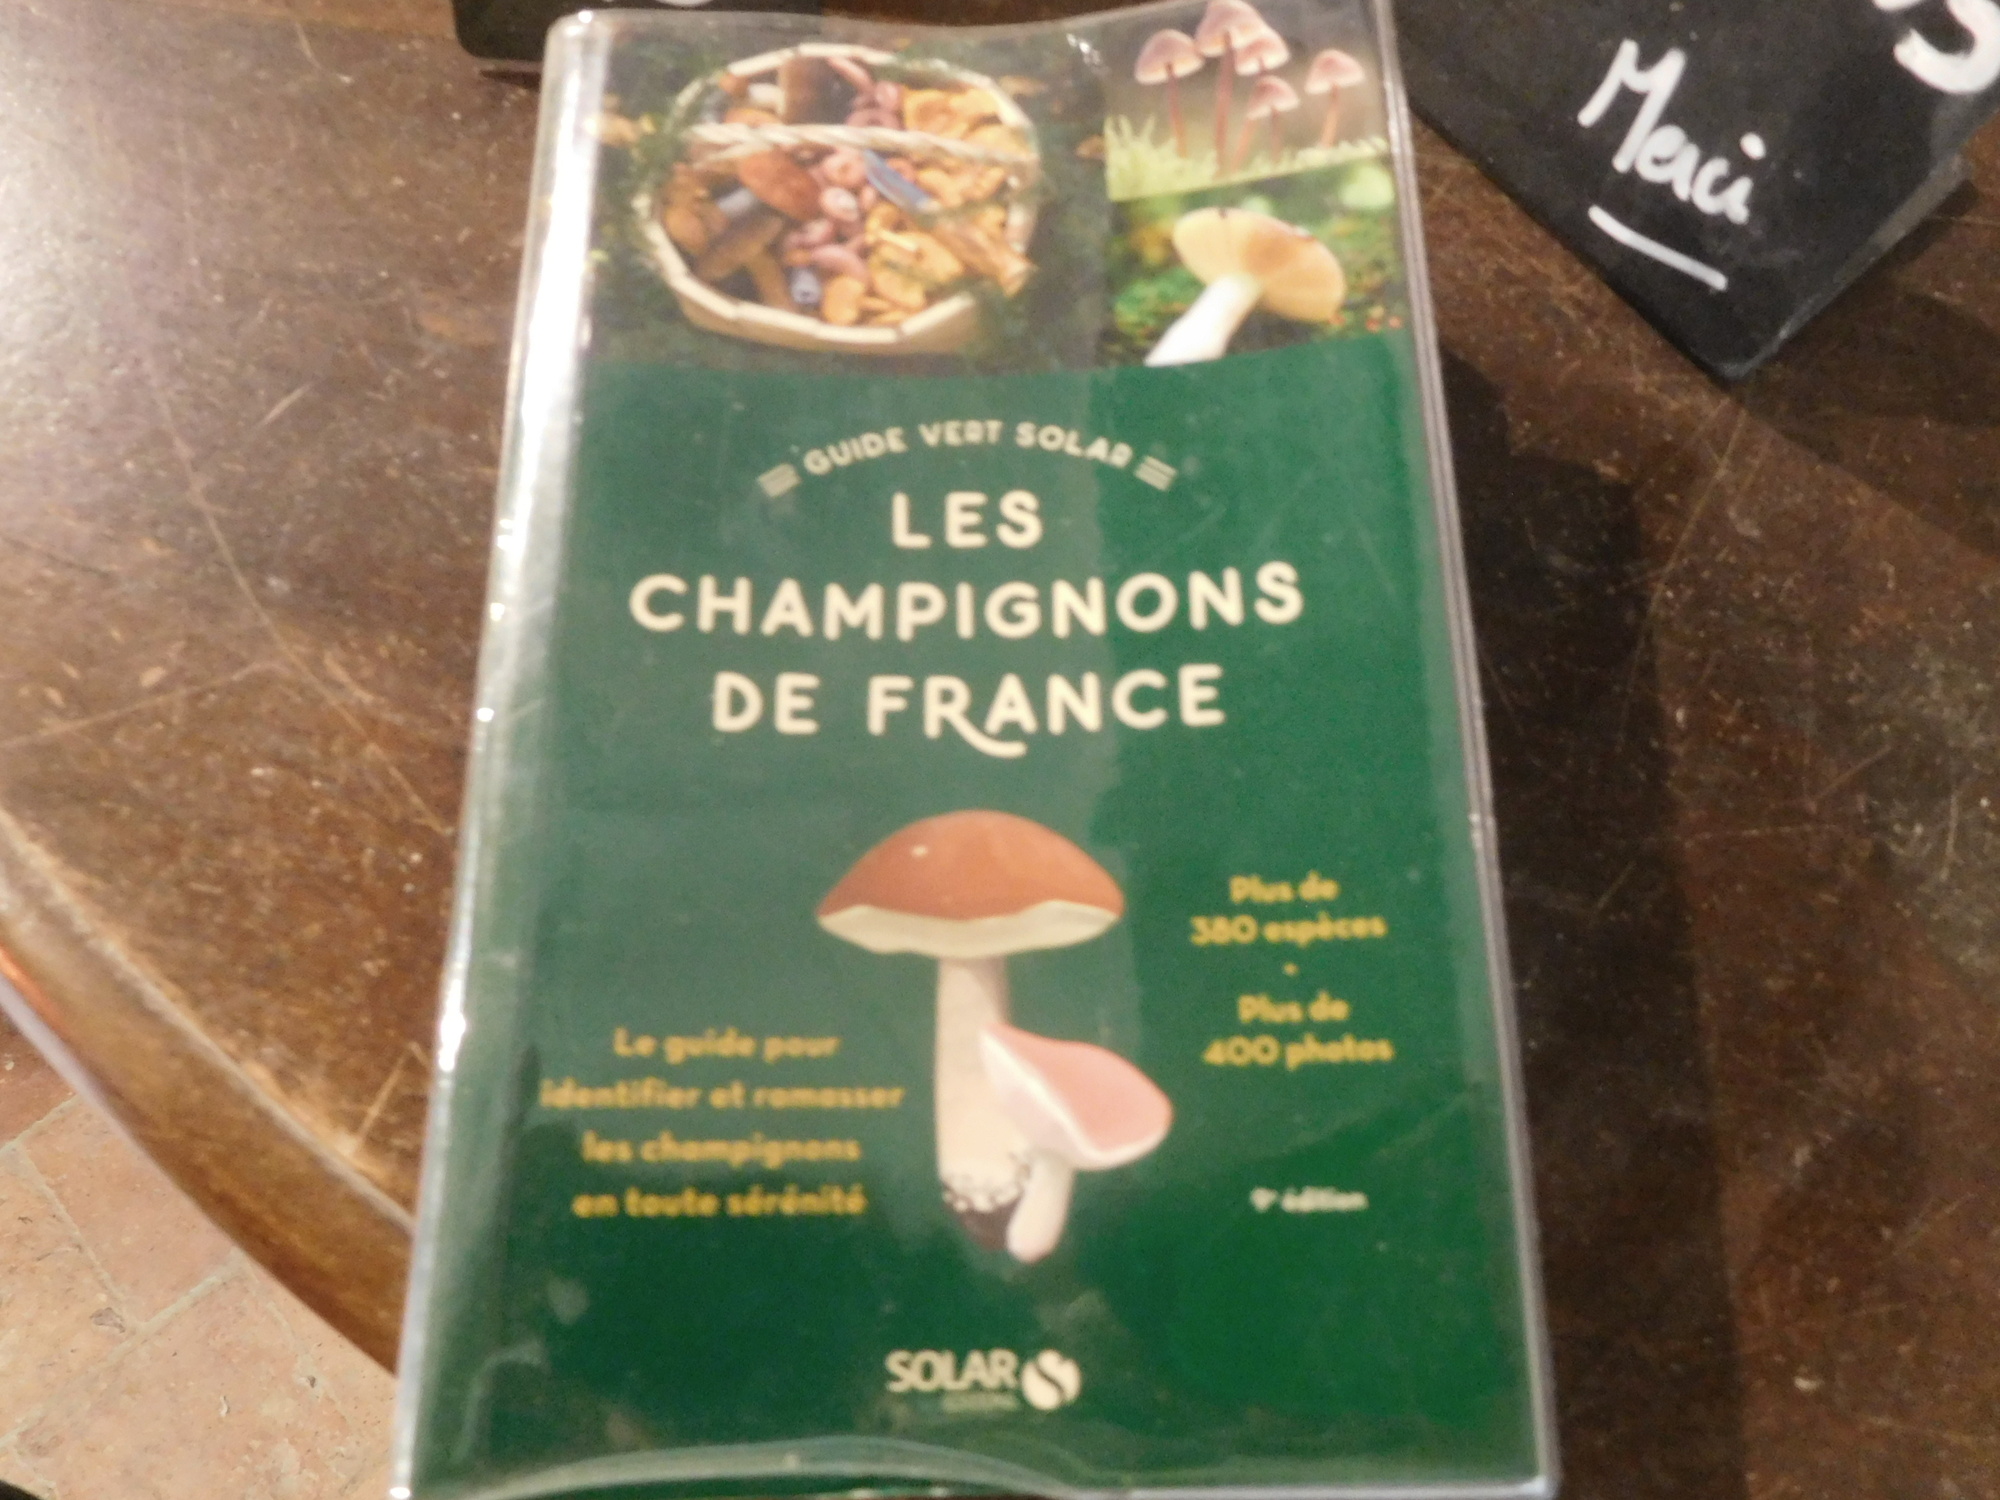 GUIDE VERT SOLAR
LES
CHAMPIGNONS
DE FRANCE
Plus de
380 espèces
•
Plus de
400 photos
Le guide pour
identifier et ramasser
les champignons
en toute sérénité
9e édition
SOLAR
ÉDITIONS
Merci